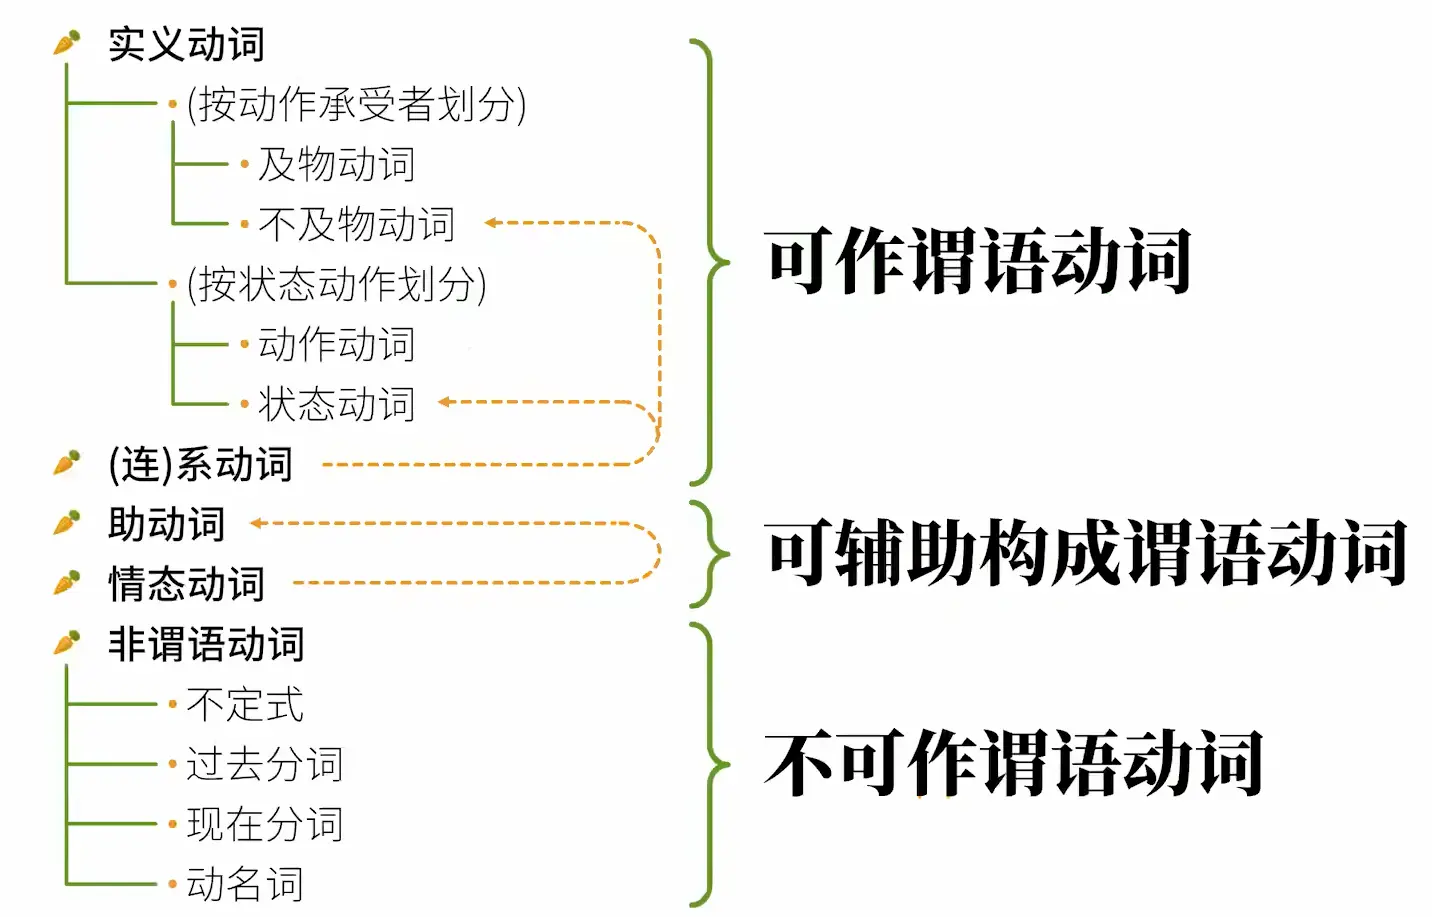 实义动词
(按动作承受者划分)
及物动词
不及物动词
(按状态动作划分)
动作动词
状态动词
(连)系动词
可作谓语动词
助动词
情态动词
可辅助构成谓语动词
非谓语动词
不定式
过去分词
现在分词
动名词
不可作谓语动词